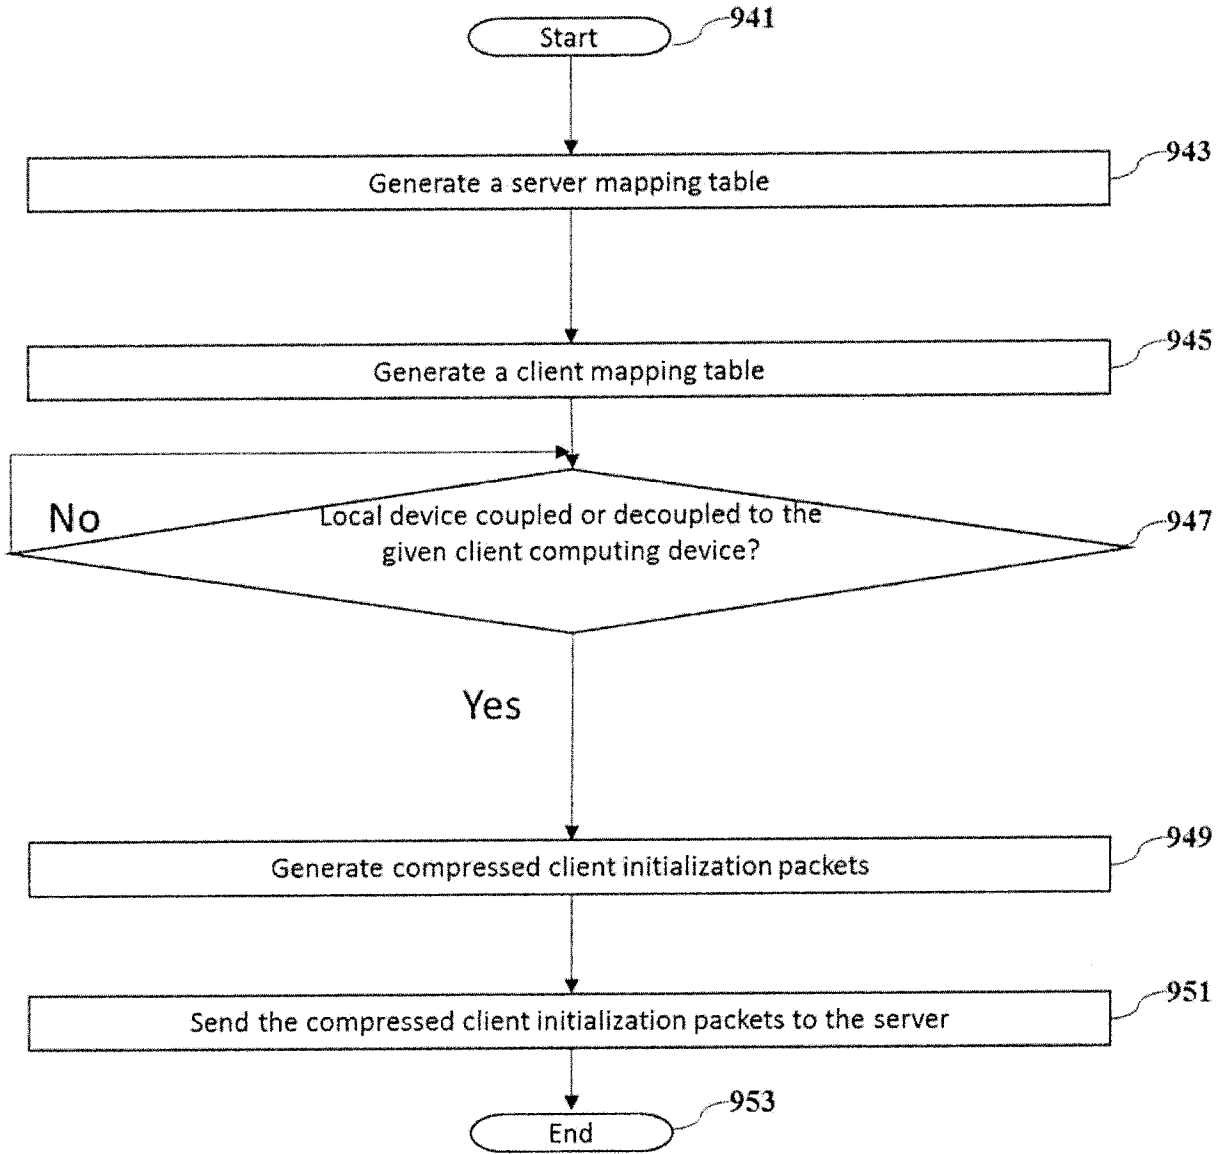 Start
941
943
Generate a server mapping table
945
Generate a client mapping table
No
Local device coupled or decoupled to the
given client computing device?
947
Yes
949
Generate compressed client initialization packets
951
Send the compressed client initialization packets to the server
953
End